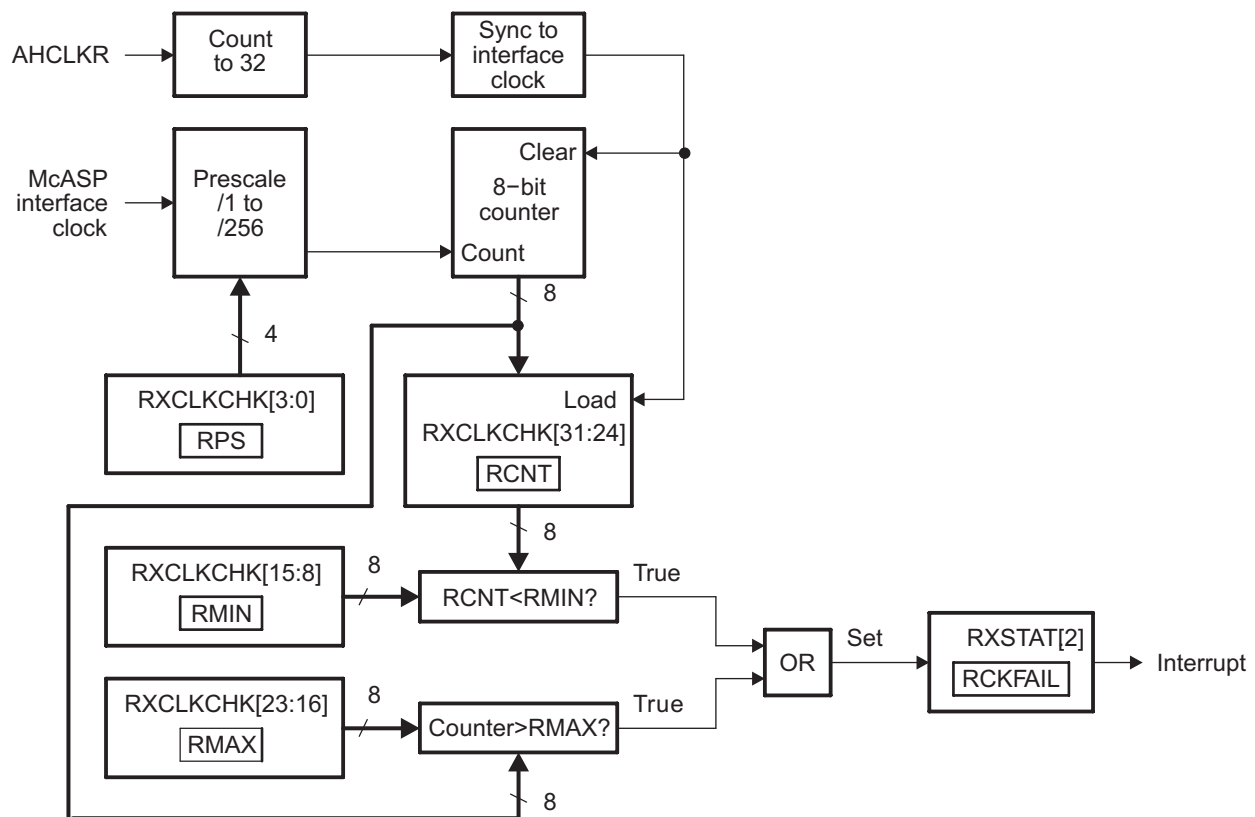 AHCLKR
Count
to 32
Sync to
interface
clock
McASP
interface
clock
Prescale
/1 to
/256
Clear
8−bit
counter
Count
8
4
RXCLKCHK[3:0]
RPS
Load
RXCLKCHK[31:24]
RCNT
8
RXCLKCHK[15:8]
RMIN
8
RCNT<RMIN?
True
OR
Set
RXSTAT[2]
RCKFAIL
Interrupt
RXCLKCHK[23:16]
RMAX
8
Counter>RMAX?
True
8